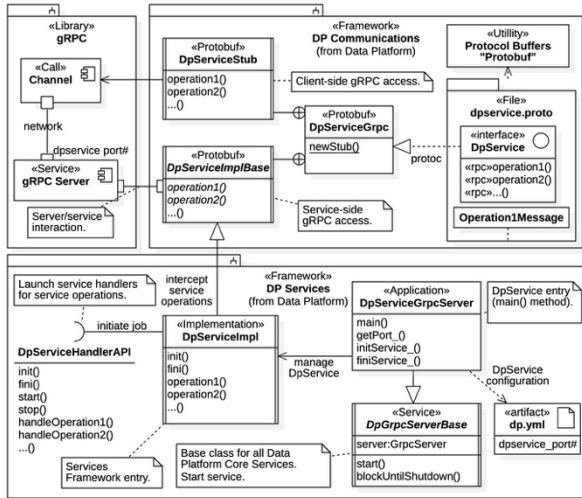 «Library»
gRPC
«Call»
Channel
network
dpservice port#
«Service»
gRPC Server
Server/service
interaction.
«Framework»
DP Communications
(from Data Platform)
«Protobuf»
DpServiceStub
operation1()
operation2()
...()
Client-side gRPC access.
«Protobuf»
DpServiceGrpc
newStub()
«Protobuf»
DpServiceImplBase
operation1()
operation2()
...()
Service-side
gRPC access.
protoc
«Utillity»
Protocol Buffers
"Protobuf"
«File»
dpservice.proto
«interface»
DpService
«rpc»operation1()
«rpc»operation2()
«rpc»...()
Operation1Message
«Framework»
DP Services
(from Data Platform)
Launch service handlers
for service operations.
intercept
service
operations
initiate job
DpServiceHandlerAPI
init()
fini()
start()
stop()
handleOperation1()
handleOperation2()
...()
«Implementation»
DpServiceImpl
init()
fini()
operation1()
operation2()
...()
Services
Framework entry.
manage
DpService
«Application»
DpServiceGrpcServer
main()
getPort_()
initService_()
finiService_()
DpService entry
(main() method).
DpService
configuration
«artifact»
dp.yml
dpservice_port#
«Service»
DpGrpcServerBase
server:GrpcServer
start()
blockUntilShutdown()
Base class for all Data
Platform Core Services.
Start service.